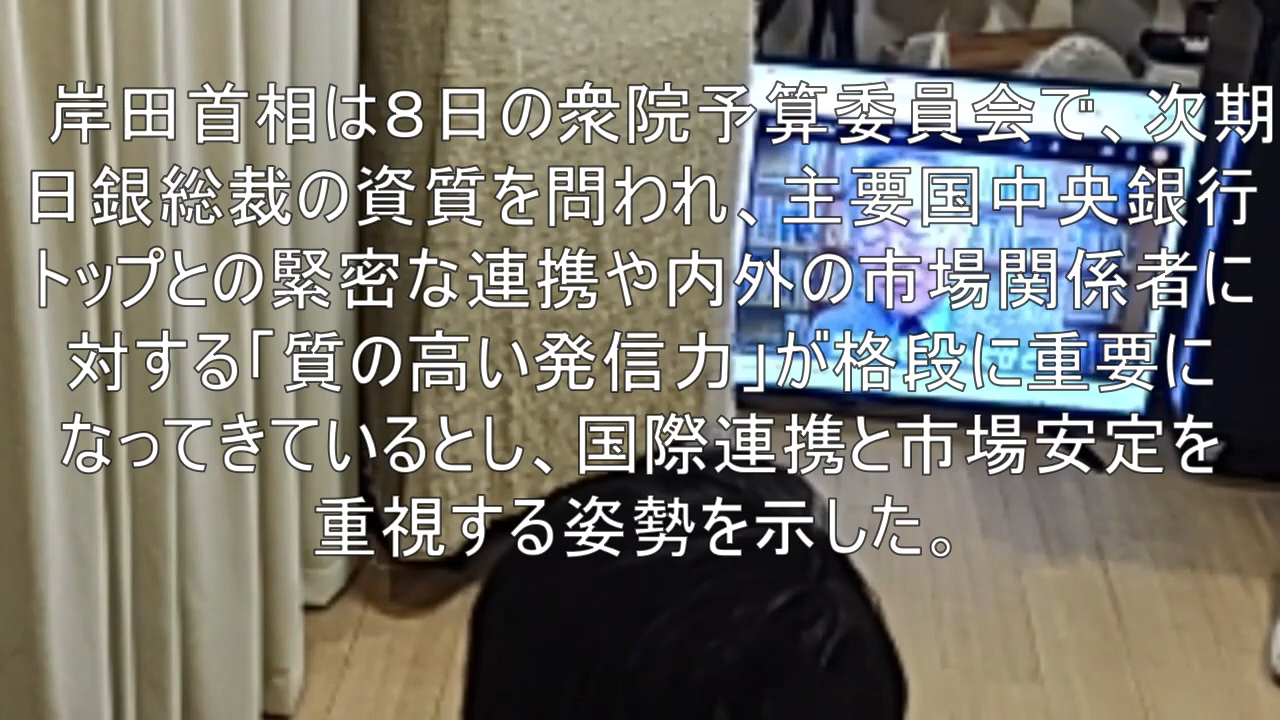 岸田首相は８日の衆院予算委員会で、次期
日銀総裁の資質を問われ、主要国中央銀行
トップとの緊密な連携や内外の市場関係者に
対する「質の高い発信力」が格段に重要に
なってきているとし、国際連携と市場安定を
重視する姿勢を示した。